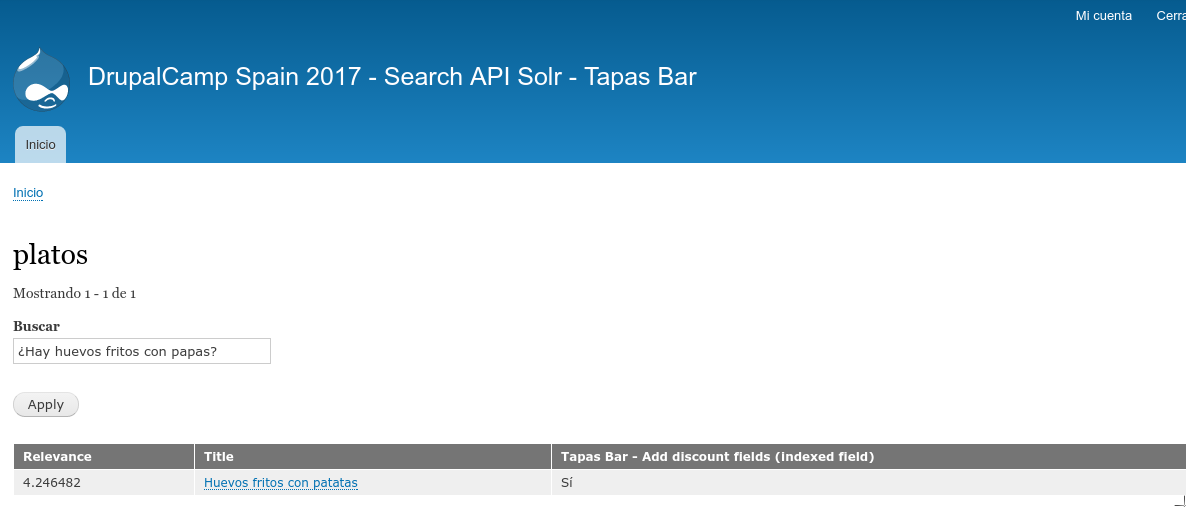 Mi cuenta Cerra
DrupalCamp Spain 2017 - Search API Solr - Tapas Bar
Inicio
Inicio
platos
Mostrando 1 - 1 de 1
Buscar
¿Hay huevos fritos con papas?
Apply
Relevance Title Tapas Bar - Add discount fields (indexed field)
4.246482 Huevos fritos con patatas Sí